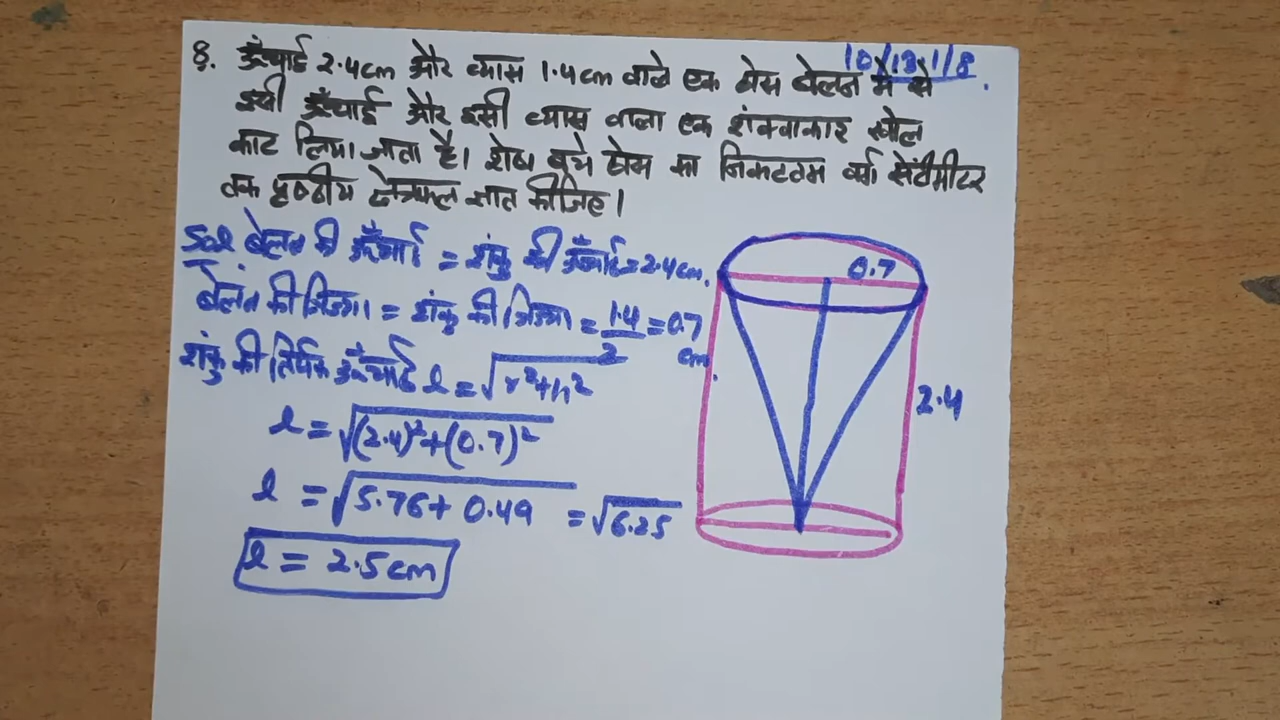 10/13.1/8
8. ऊँचाई 2.4cm और व्यास 1.4cm वाले एक ठोस बेलन में से
इसी ऊँचाई और इसी व्यास वाला एक शंक्वाकार खोल
काट लिया जाता है। शेष बचे ठोस का निकटतम वर्ग सेंटीमीटर
तक पृष्ठीय क्षेत्रफल ज्ञात कीजिए।
Sol बेलन की ऊँचाई = शंकु की ऊँचाई = 2.4cm.
बेलन की त्रिज्या = शंकु की त्रिज्या = 1.4/2 = 0.7 cm
शंकु की तिर्यक ऊँचाई l = √r²+h²
l = √(2.4)²+(0.7)²
l = √5.76+ 0.49 = √6.25
l = 2.5cm
0.7
2.4